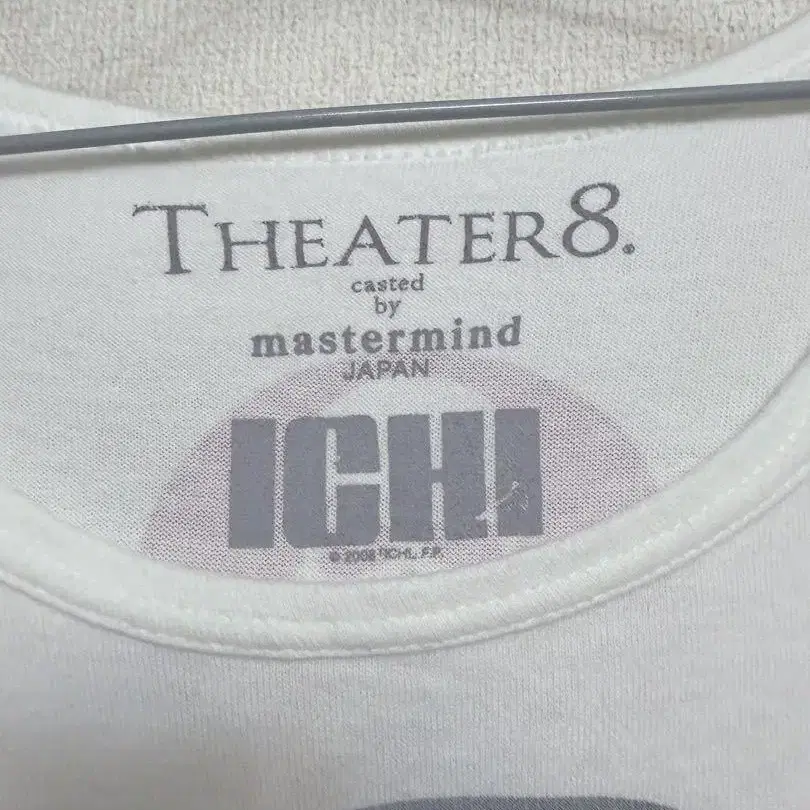 THEATER8.
casted
by
mastermind
JAPAN
ICHI
© 2008 "ICHI" F.P.